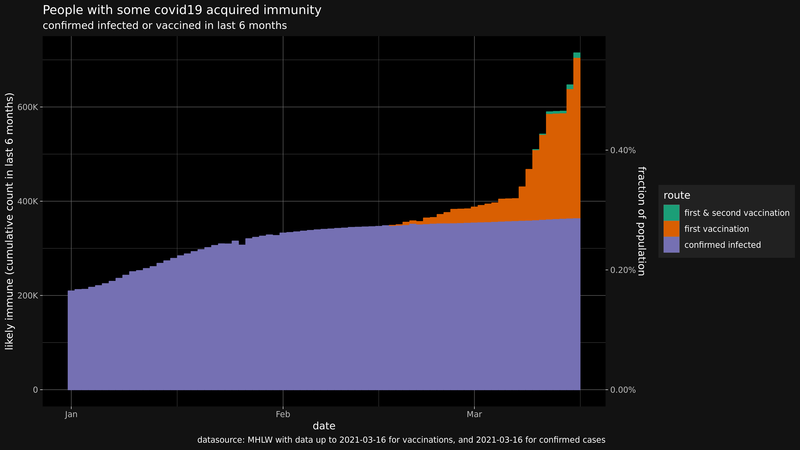 People with some covid19 acquired immunity
confirmed infected or vaccined in last 6 months
likely immune (cumulative count in last 6 months)
600K
400K
200K
0
0.40%
0.20%
0.00%
fraction of population
route
first & second vaccination
first vaccination
confirmed infected
Jan
Feb
Mar
date
datasource: MHLW with data up to 2021-03-16 for vaccinations, and 2021-03-16 for confirmed cases